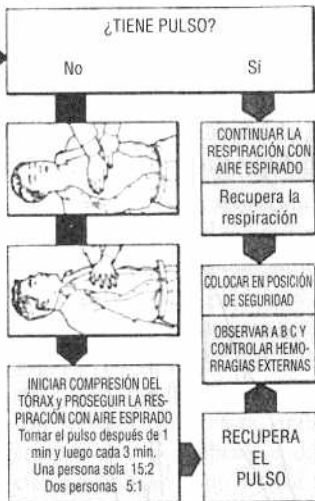 ¿TIENE PULSO?
No
Si
CONTINUAR LA
RESPIRACIÓN CON
AIRE ESPIRADO
Recupera la
respiración
COLOCAR EN POSICIÓN
DE SEGURIDAD
OBSERVAR A B C Y
CONTROLAR HEMO-
RRAGIAS EXTERNAS
INICIAR COMPRESIÓN DEL
TÓRAX y PROSEGUIR LA RES-
PIRACIÓN CON AIRE ESPIRADO
Tomar el pulso después de 1
min y luego cada 3 min.
Una persona sola 15:2
Dos personas 5:1
RECUPERA
EL
PULSO